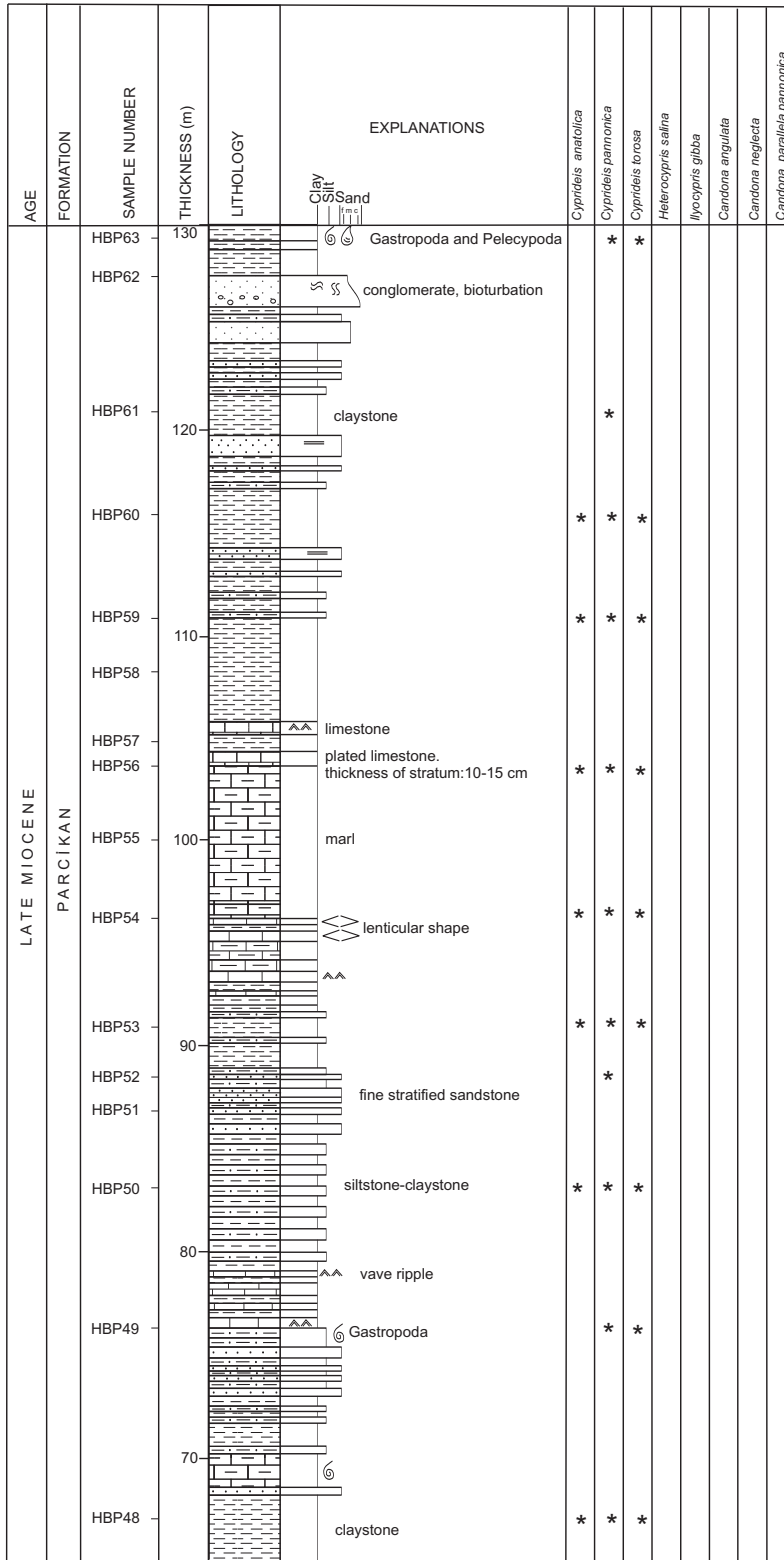 AGE
FORMATION
SAMPLE NUMBER
THICKNESS (m)
LITHOLOGY
EXPLANATIONS
Clay
Silt
Sand
f m c
Cyprideis anatolica
Cyprideis pannonica
Cyprideis torosa
Heterocypris salina
Ilyocypris gibba
Candona angulata
Candona neglecta
Candona parallela pannonica
LATE MIOCENE
PARCİKAN
130
HBP63 Gastropoda and Pelecypoda * *
HBP62
conglomerate, bioturbation
HBP61 claystone *
120
HBP60 * * *
HBP59 * * *
110
HBP58
limestone
HBP57
plated limestone.
HBP56 thickness of stratum:10-15 cm * * *
HBP55 100 marl
HBP54 * * *
lenticular shape
HBP53 * * *
90
HBP52 *
fine stratified sandstone
HBP51
HBP50 siltstone-claystone * * *
80
vave ripple
HBP49 Gastropoda * *
70
HBP48 * * *
claystone